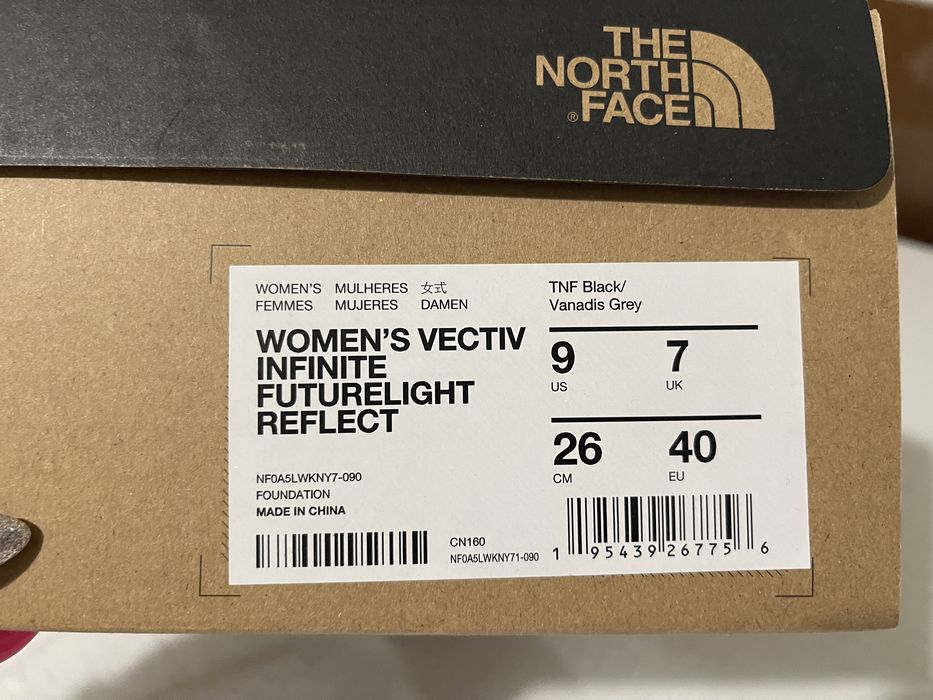 THE
NORTH
FACE
®
WOMEN'S MULHERES 女式
FEMMES MUJERES DAMEN
WOMEN'S VECTIV
INFINITE
FUTURELIGHT
REFLECT
NF0A5LWKNY7-090
FOUNDATION
MADE IN CHINA
CN160
NF0A5LWKNY71-090
TNF Black/
Vanadis Grey
9 7
US UK
26 40
CM EU
1 95439 26775 6